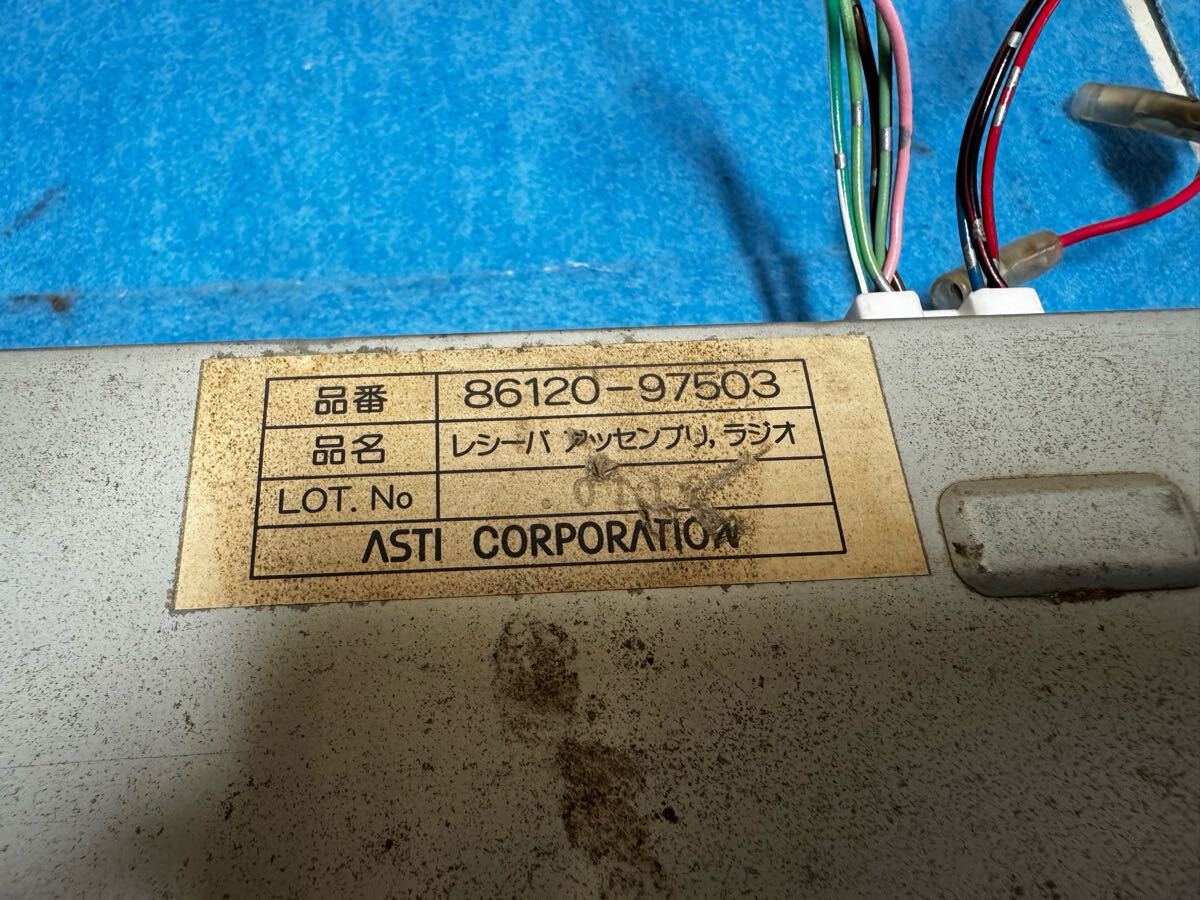 品番 86120-97503
品名 レシーバ アッセンブリ,ラジオ
LOT. No
ASTI CORPORATION